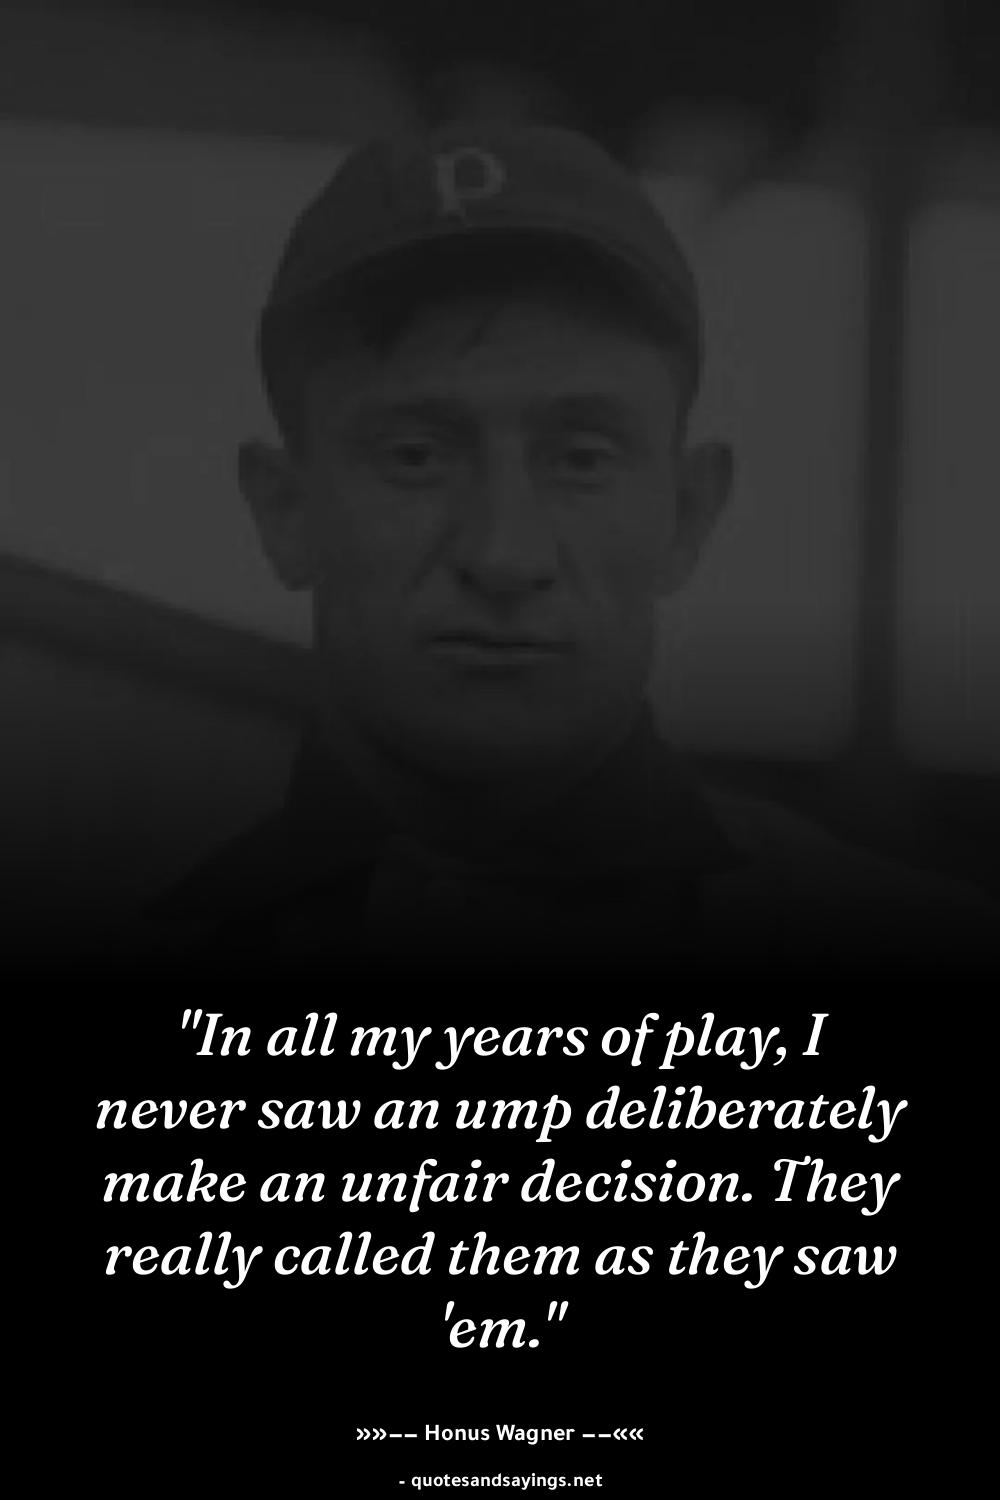 P
"In all my years of play, I
never saw an ump deliberately
make an unfair decision. They
really called them as they saw
'em."
»»–– Honus Wagner ––««
- quotesandsayings.net